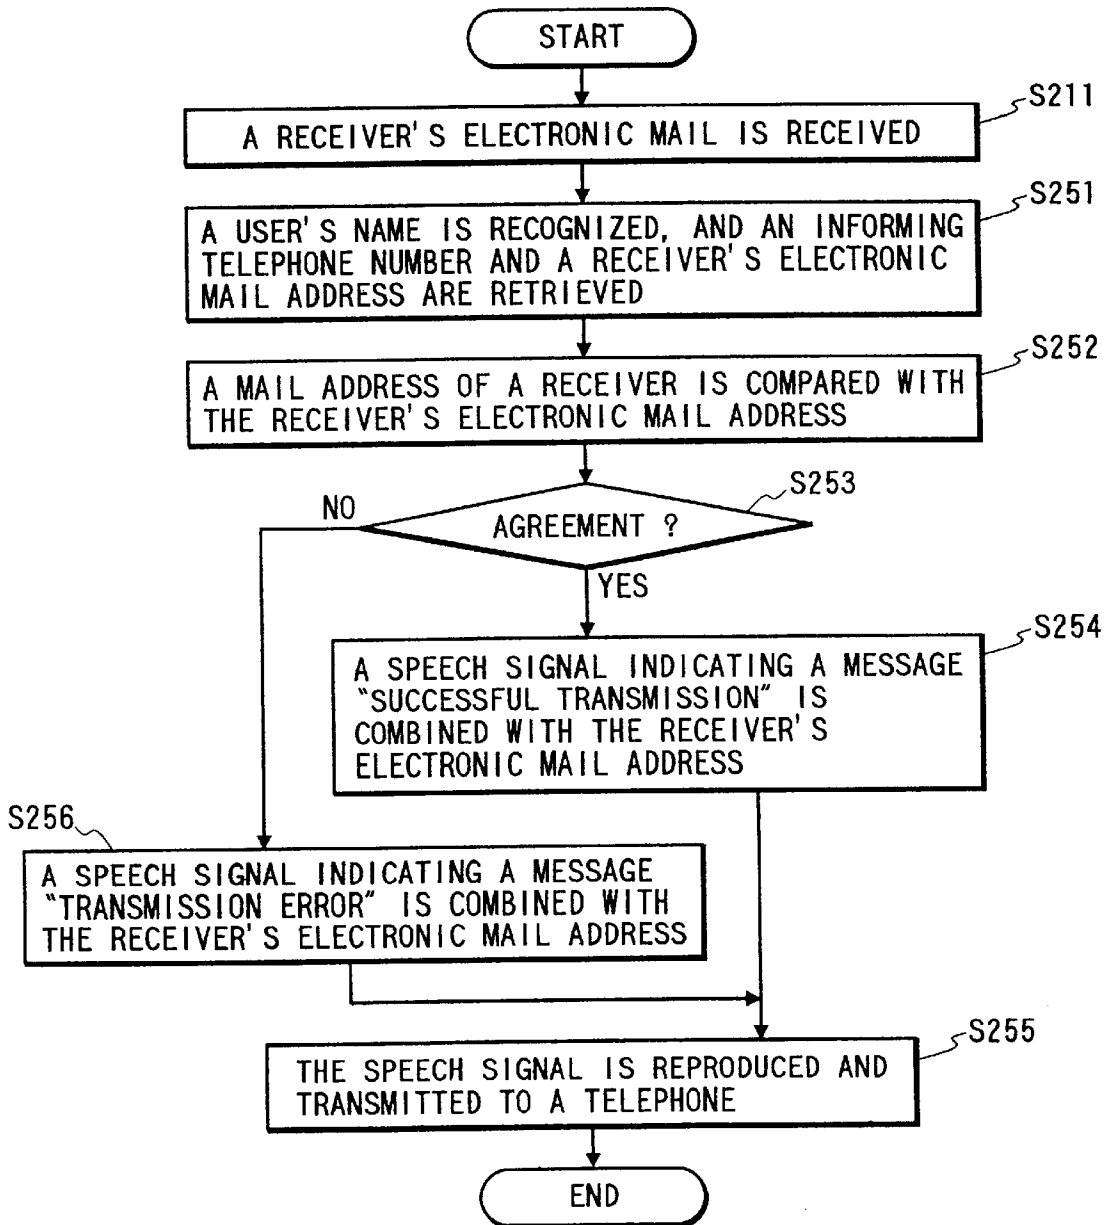 START
S211
A RECEIVER'S ELECTRONIC MAIL IS RECEIVED
S251
A USER'S NAME IS RECOGNIZED, AND AN INFORMING
TELEPHONE NUMBER AND A RECEIVER'S ELECTRONIC
MAIL ADDRESS ARE RETRIEVED
S252
A MAIL ADDRESS OF A RECEIVER IS COMPARED WITH
THE RECEIVER'S ELECTRONIC MAIL ADDRESS
S253
NO
AGREEMENT ?
YES
S254
A SPEECH SIGNAL INDICATING A MESSAGE
"SUCCESSFUL TRANSMISSION" IS
COMBINED WITH THE RECEIVER'S
ELECTRONIC MAIL ADDRESS
S256
A SPEECH SIGNAL INDICATING A MESSAGE
"TRANSMISSION ERROR" IS COMBINED WITH
THE RECEIVER'S ELECTRONIC MAIL ADDRESS
S255
THE SPEECH SIGNAL IS REPRODUCED AND
TRANSMITTED TO A TELEPHONE
END